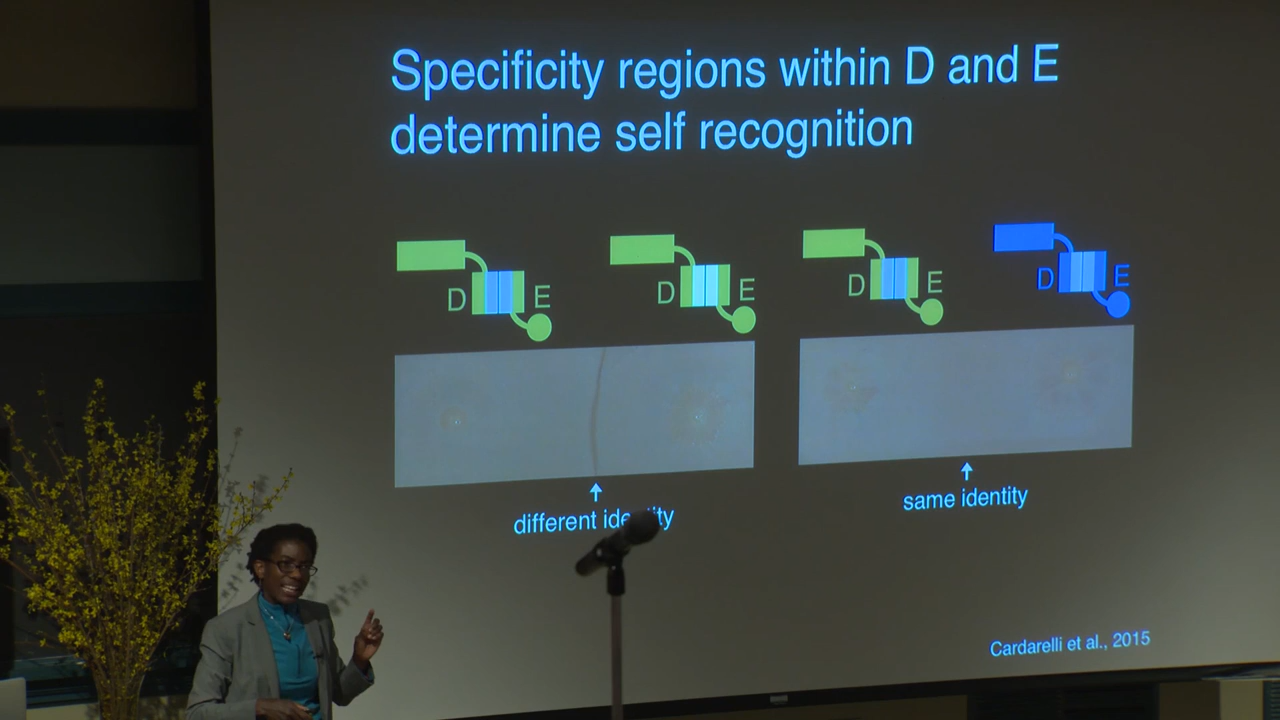 Specificity regions within D and E
determine self recognition
D E
D E
D E
D E
different identity
same identity
Cardarelli et al., 2015